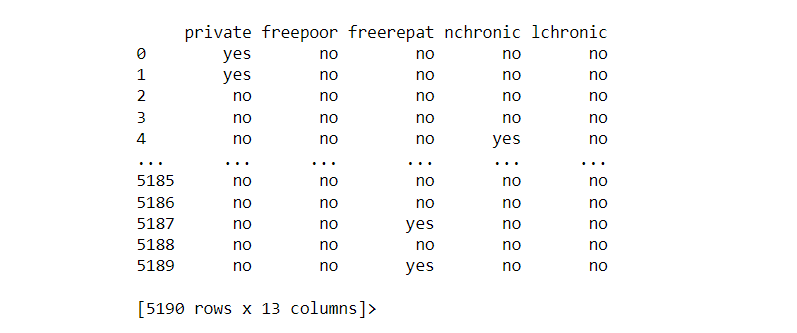 private freepoor freerepat nchronic lchronic
0 yes no no no no
1 yes no no no no
2 no no no no no
3 no no no no no
4 no no no yes no
... ... ... ... ... ...
5185 no no no no no
5186 no no no no no
5187 no no yes no no
5188 no no no no no
5189 no no yes no no
[5190 rows x 13 columns]>